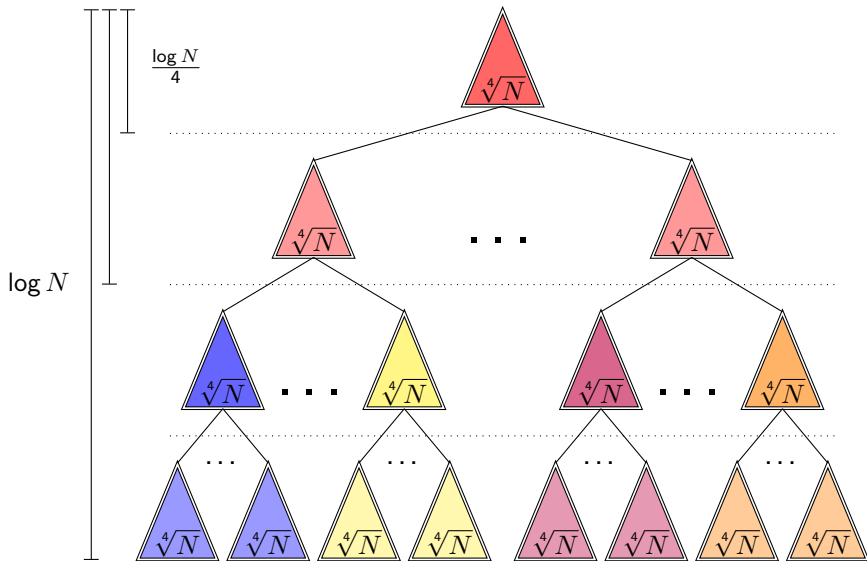 log N
log N / 4
∜N
∜N ... ∜N
∜N ... ∜N ∜N ... ∜N
... ... ... ...
∜N ∜N ∜N ∜N ∜N ∜N ∜N ∜N